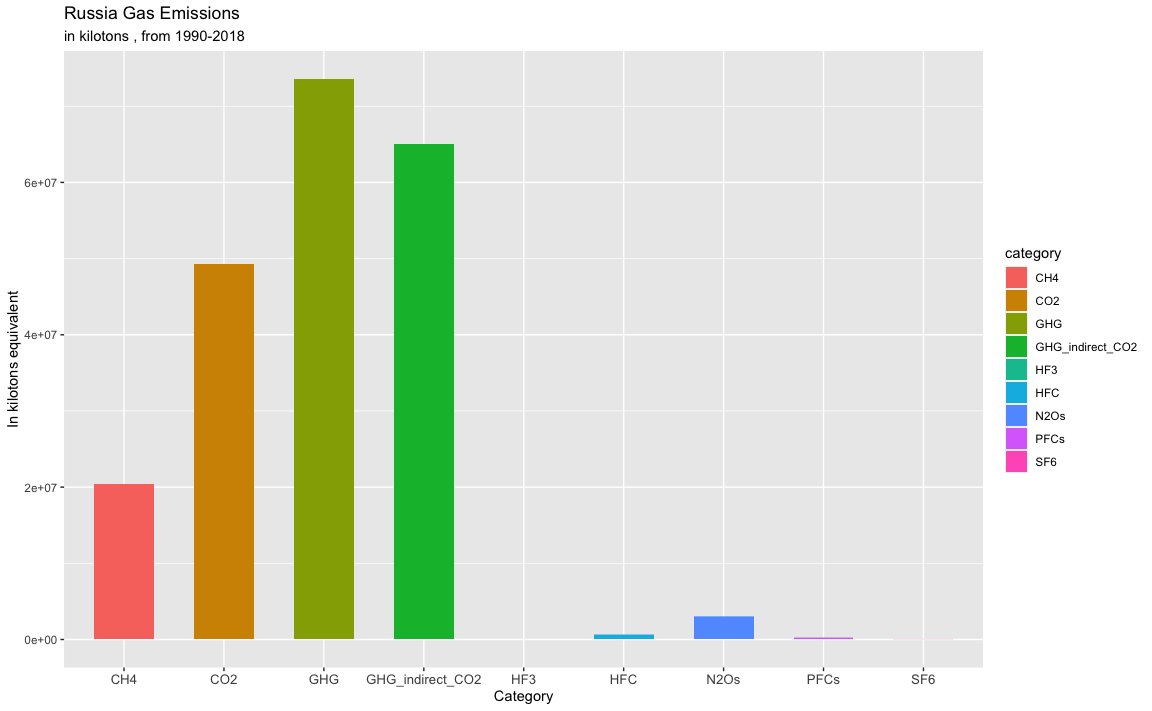 Russia Gas Emissions
in kilotons , from 1990-2018
In kilotons equivalent
6e+07
4e+07
2e+07
0e+00
CH4 CO2 GHG GHG_indirect_CO2 HF3 HFC N2Os PFCs SF6
Category
category
CH4
CO2
GHG
GHG_indirect_CO2
HF3
HFC
N2Os
PFCs
SF6